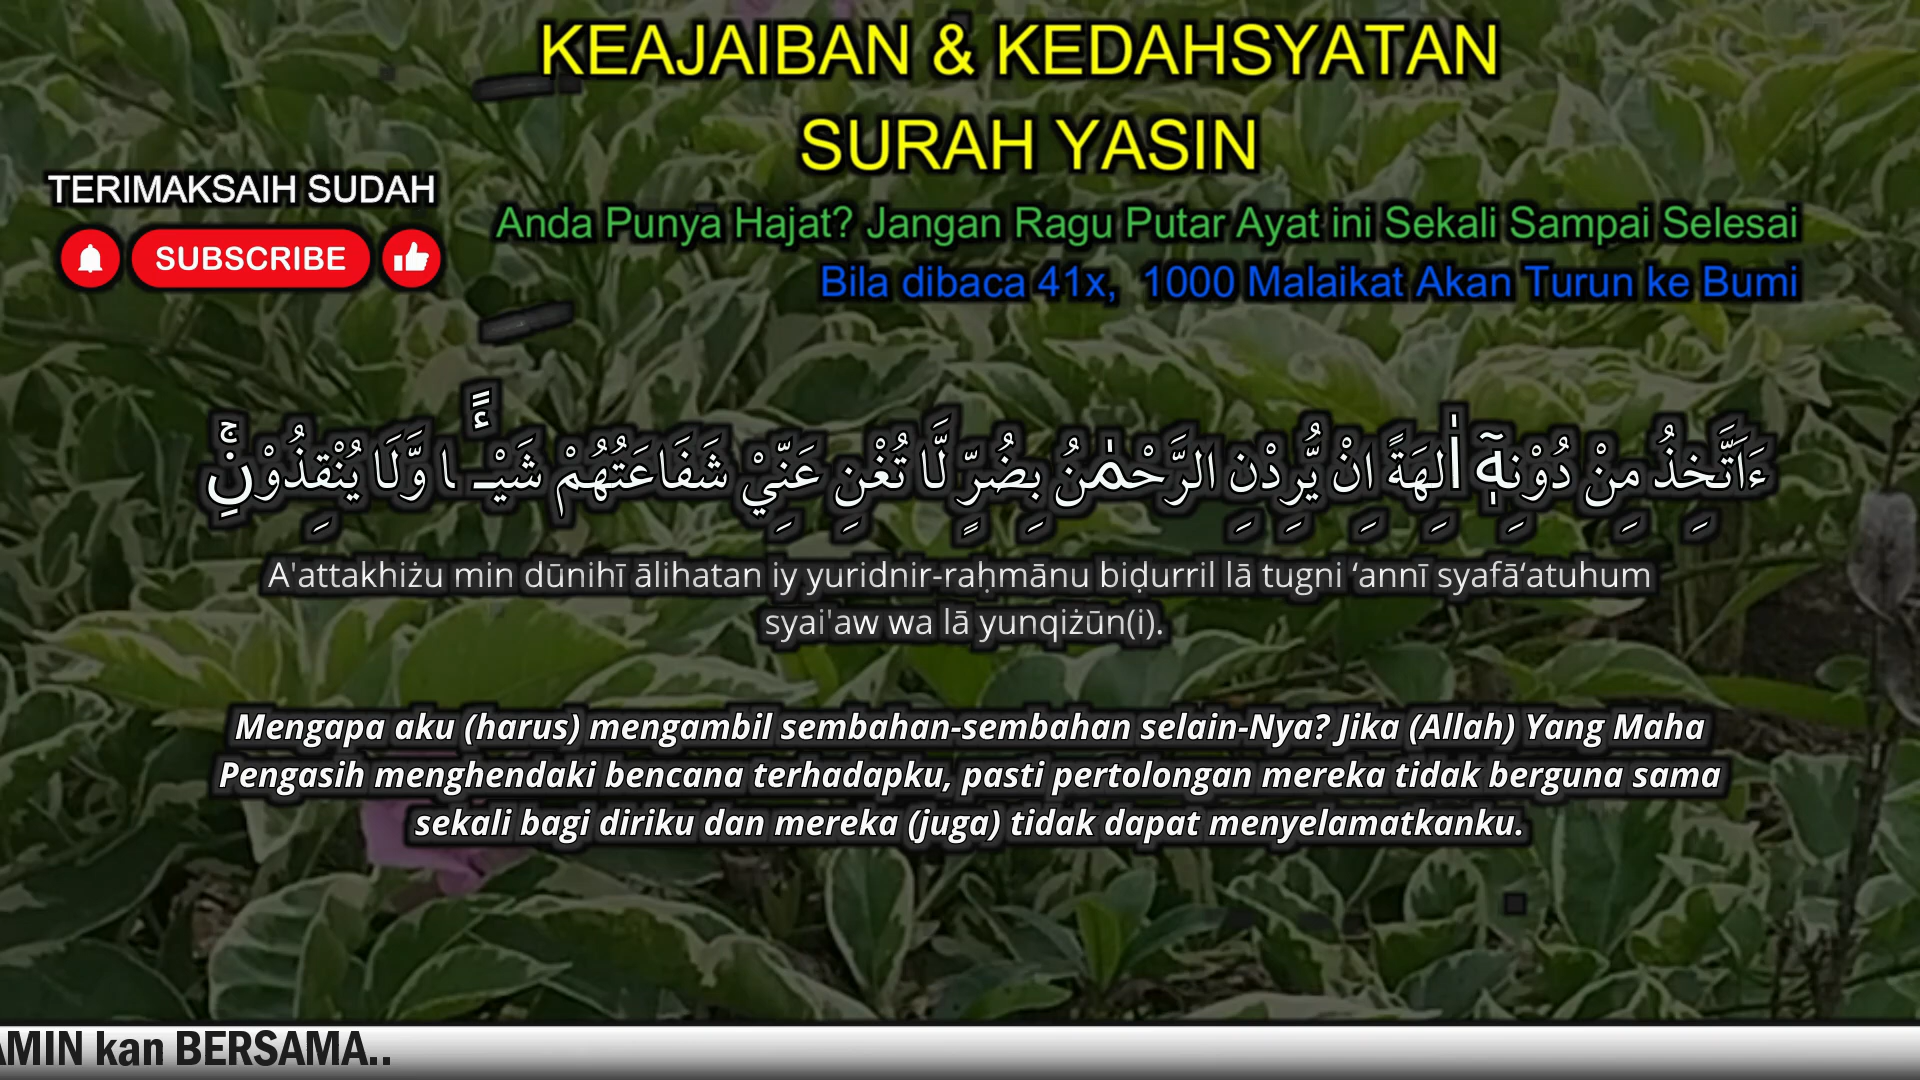 KEAJAIBAN & KEDAHSYATAN
SURAH YASIN
TERIMAKSAIH SUDAH
SUBSCRIBE
Anda Punya Hajat? Jangan Ragu Putar Ayat ini Sekali Sampai Selesai
Bila dibaca 41x, 1000 Malaikat Akan Turun ke Bumi
ءَاَتَّخِذُ مِنْ دُوْنِهٖٓ اٰلِهَةً اِنْ يُّرِدْنِ الرَّحْمٰنُ بِضُرٍّ لَّا تُغْنِ عَنِّيْ شَفَاعَتُهُمْ شَيْـًٔا وَّلَا يُنْقِذُوْنِۚ
A'attakhiżu min dūnihī ālihatan iy yuridnir-raḥmānu biḍurril lā tugni ‘annī syafā‘atuhum
syai'aw wa lā yunqiżūn(i).
Mengapa aku (harus) mengambil sembahan-sembahan selain-Nya? Jika (Allah) Yang Maha
Pengasih menghendaki bencana terhadapku, pasti pertolongan mereka tidak berguna sama
sekali bagi diriku dan mereka (juga) tidak dapat menyelamatkanku.
AMIN kan BERSAMA..